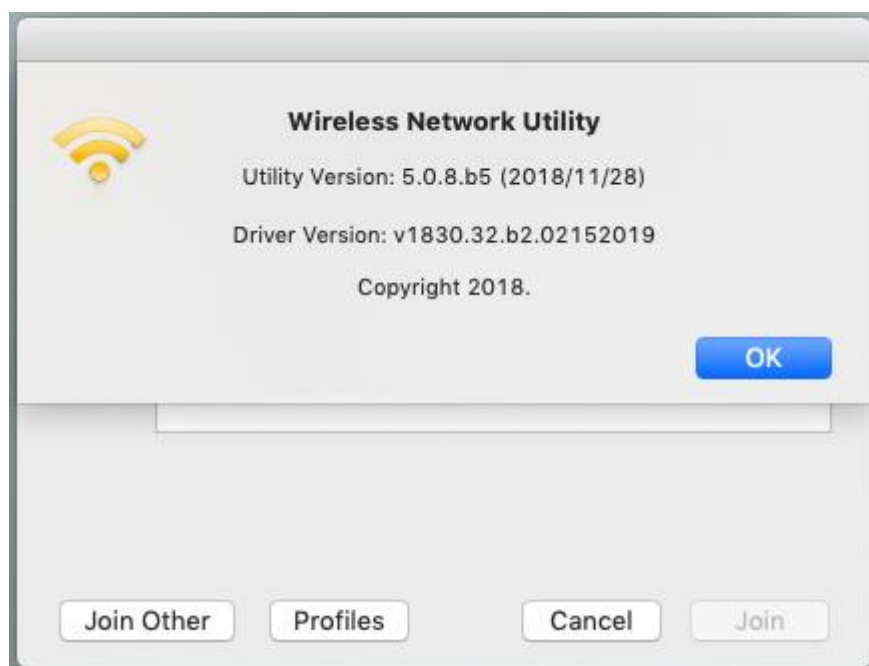 Wireless Network Utility
Utility Version: 5.0.8.b5 (2018/11/28)
Driver Version: v1830.32.b2.02152019
Copyright 2018.
OK
Join Other Profiles Cancel Join